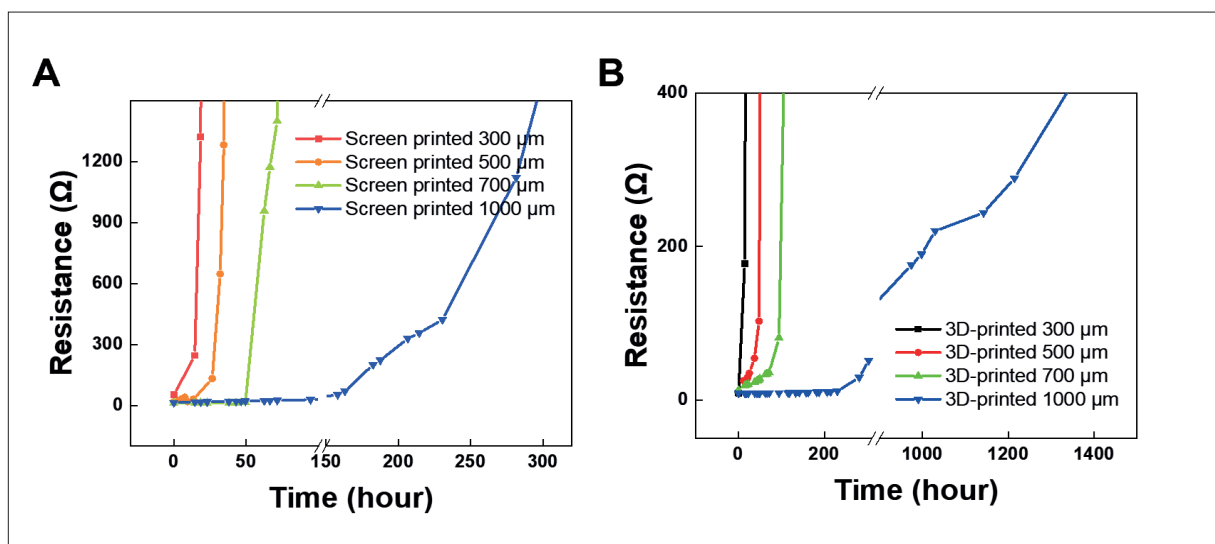 A
Resistance (Ω)
1200
900
600
300
0
Screen printed 300 µm
Screen printed 500 µm
Screen printed 700 µm
Screen printed 1000 µm
0 50 150 200 250 300
Time (hour)
B
Resistance (Ω)
400
200
0
3D-printed 300 µm
3D-printed 500 µm
3D-printed 700 µm
3D-printed 1000 µm
0 200 1000 1200 1400
Time (hour)